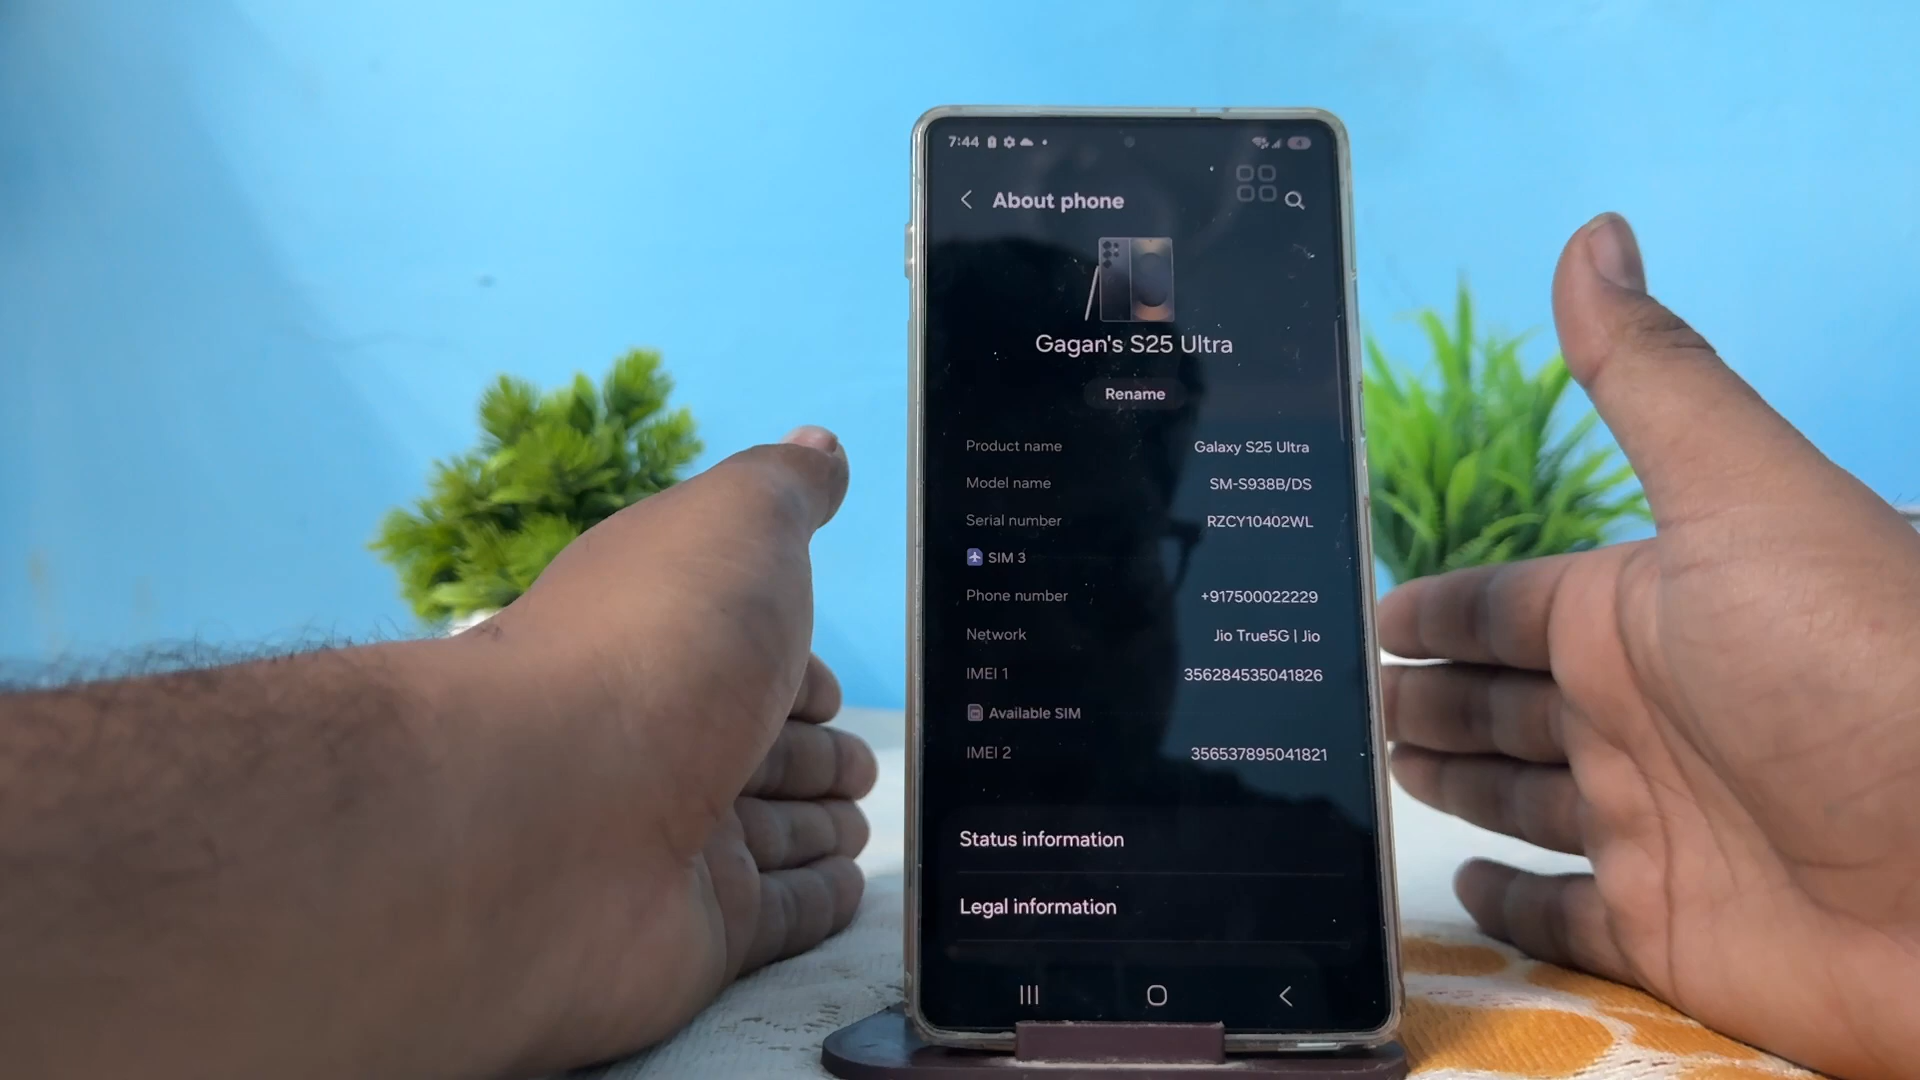 7:44
About phone
Gagan's S25 Ultra
Rename
Product name Galaxy S25 Ultra
Model name SM-S938B/DS
Serial number RZCY10402WL
SIM 3
Phone number +917500022229
Network Jio True5G | Jio
IMEI 1 356284535041826
Available SIM
IMEI 2 356537895041821
Status information
Legal information